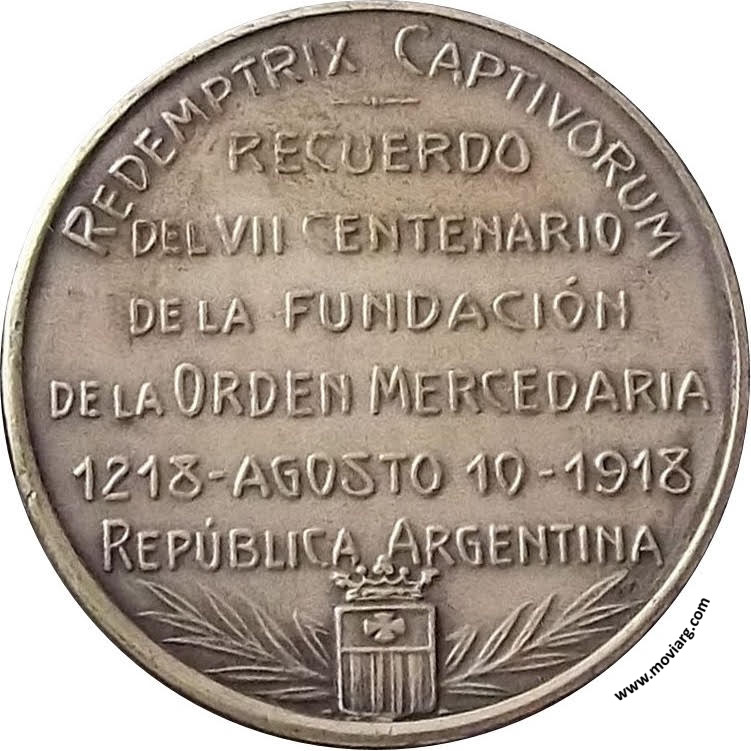 REDEMPTRIX CAPTIVORUM
RECUERDO
DEL VII CENTENARIO
DE LA FUNDACIÓN
DE LA ORDEN MERCEDARIA
1218-AGOSTO 10-1918
REPÚBLICA ARGENTINA
www.moviarg.com